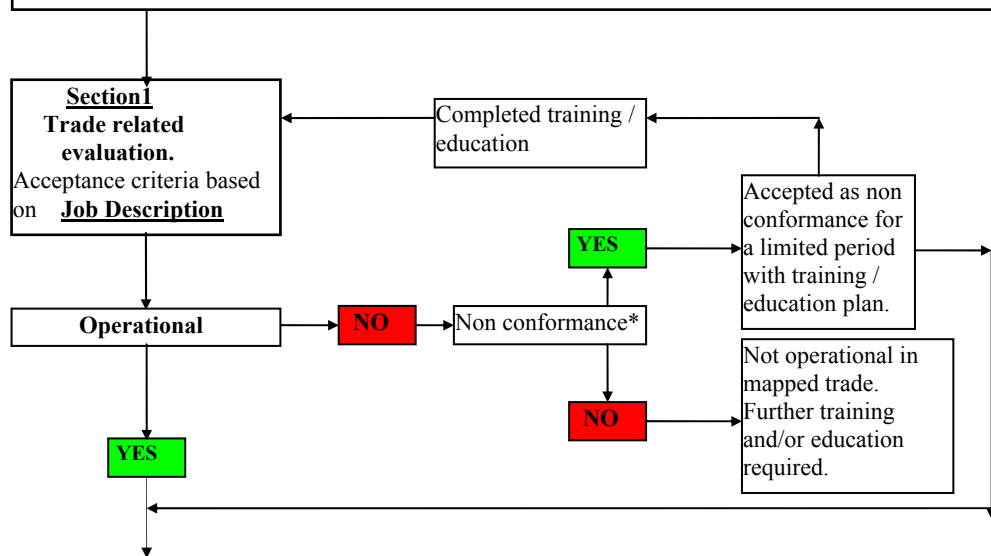 Section1
Trade related
evaluation.
Acceptance criteria based
on Job Description
Completed training /
education
Accepted as non
conformance for
a limited period
with training /
education plan.
YES
Operational
NO
Non conformance*
Not operational in
mapped trade.
Further training
and/or education
required.
NO
YES